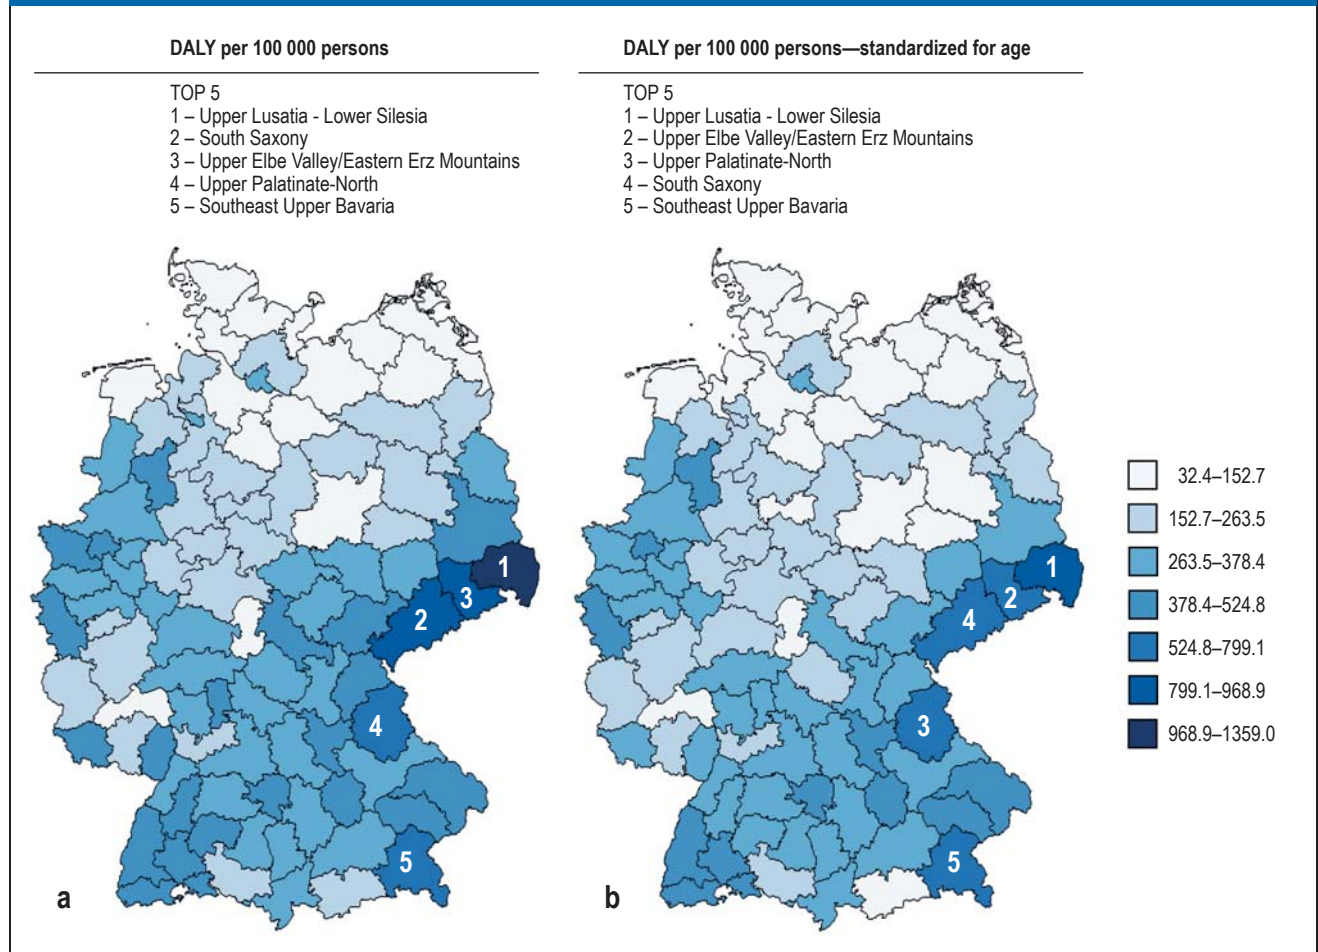 DALY per 100 000 persons
TOP 5
1 – Upper Lusatia - Lower Silesia
2 – South Saxony
3 – Upper Elbe Valley/Eastern Erz Mountains
4 – Upper Palatinate-North
5 – Southeast Upper Bavaria
DALY per 100 000 persons—standardized for age
TOP 5
1 – Upper Lusatia - Lower Silesia
2 – Upper Elbe Valley/Eastern Erz Mountains
3 – Upper Palatinate-North
4 – South Saxony
5 – Southeast Upper Bavaria
1
3
2
4
5
a
1
2
4
3
5
b
32.4–152.7
152.7–263.5
263.5–378.4
378.4–524.8
524.8–799.1
799.1–968.9
968.9–1359.0